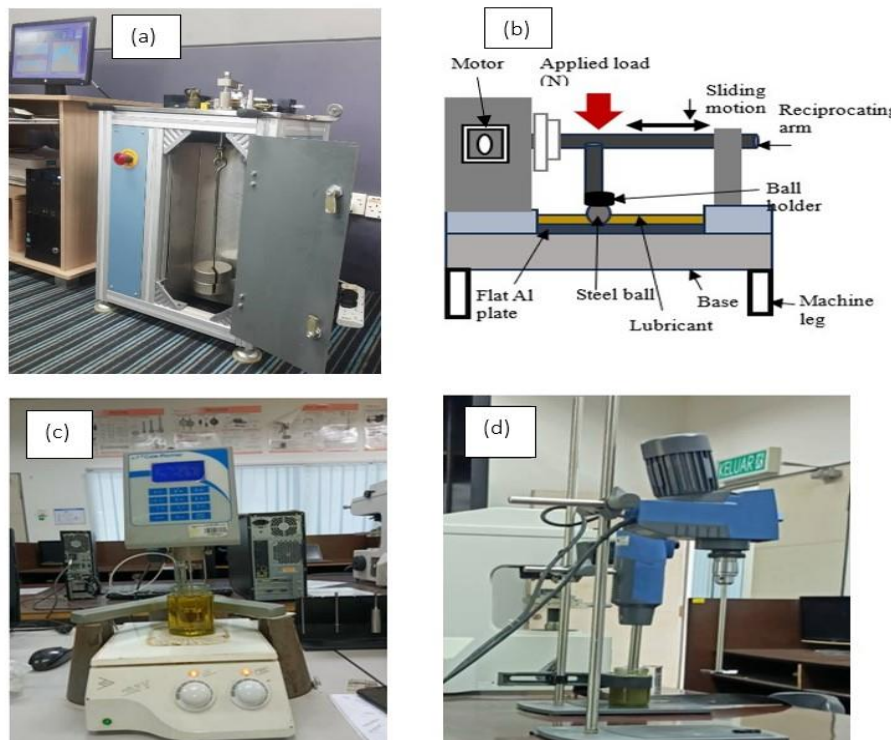 (a)
(b)
Motor
Applied load
(N)
Sliding
motion
Reciprocating
arm
Ball
holder
Flat Al
plate
Steel ball
Lubricant
Base
Machine
leg
(c)
(d)
KELUAR